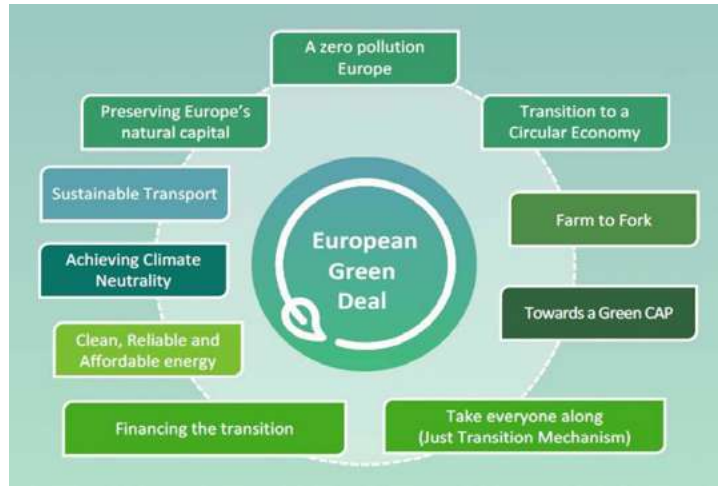 A zero pollution
Europe
Preserving Europe's
natural capital
Transition to a
Circular Economy
Sustainable Transport
Farm to Fork
European
Green
Deal
Achieving Climate
Neutrality
Towards a Green CAP
Clean, Reliable and
Affordable energy
Financing the transition
Take everyone along
(Just Transition Mechanism)